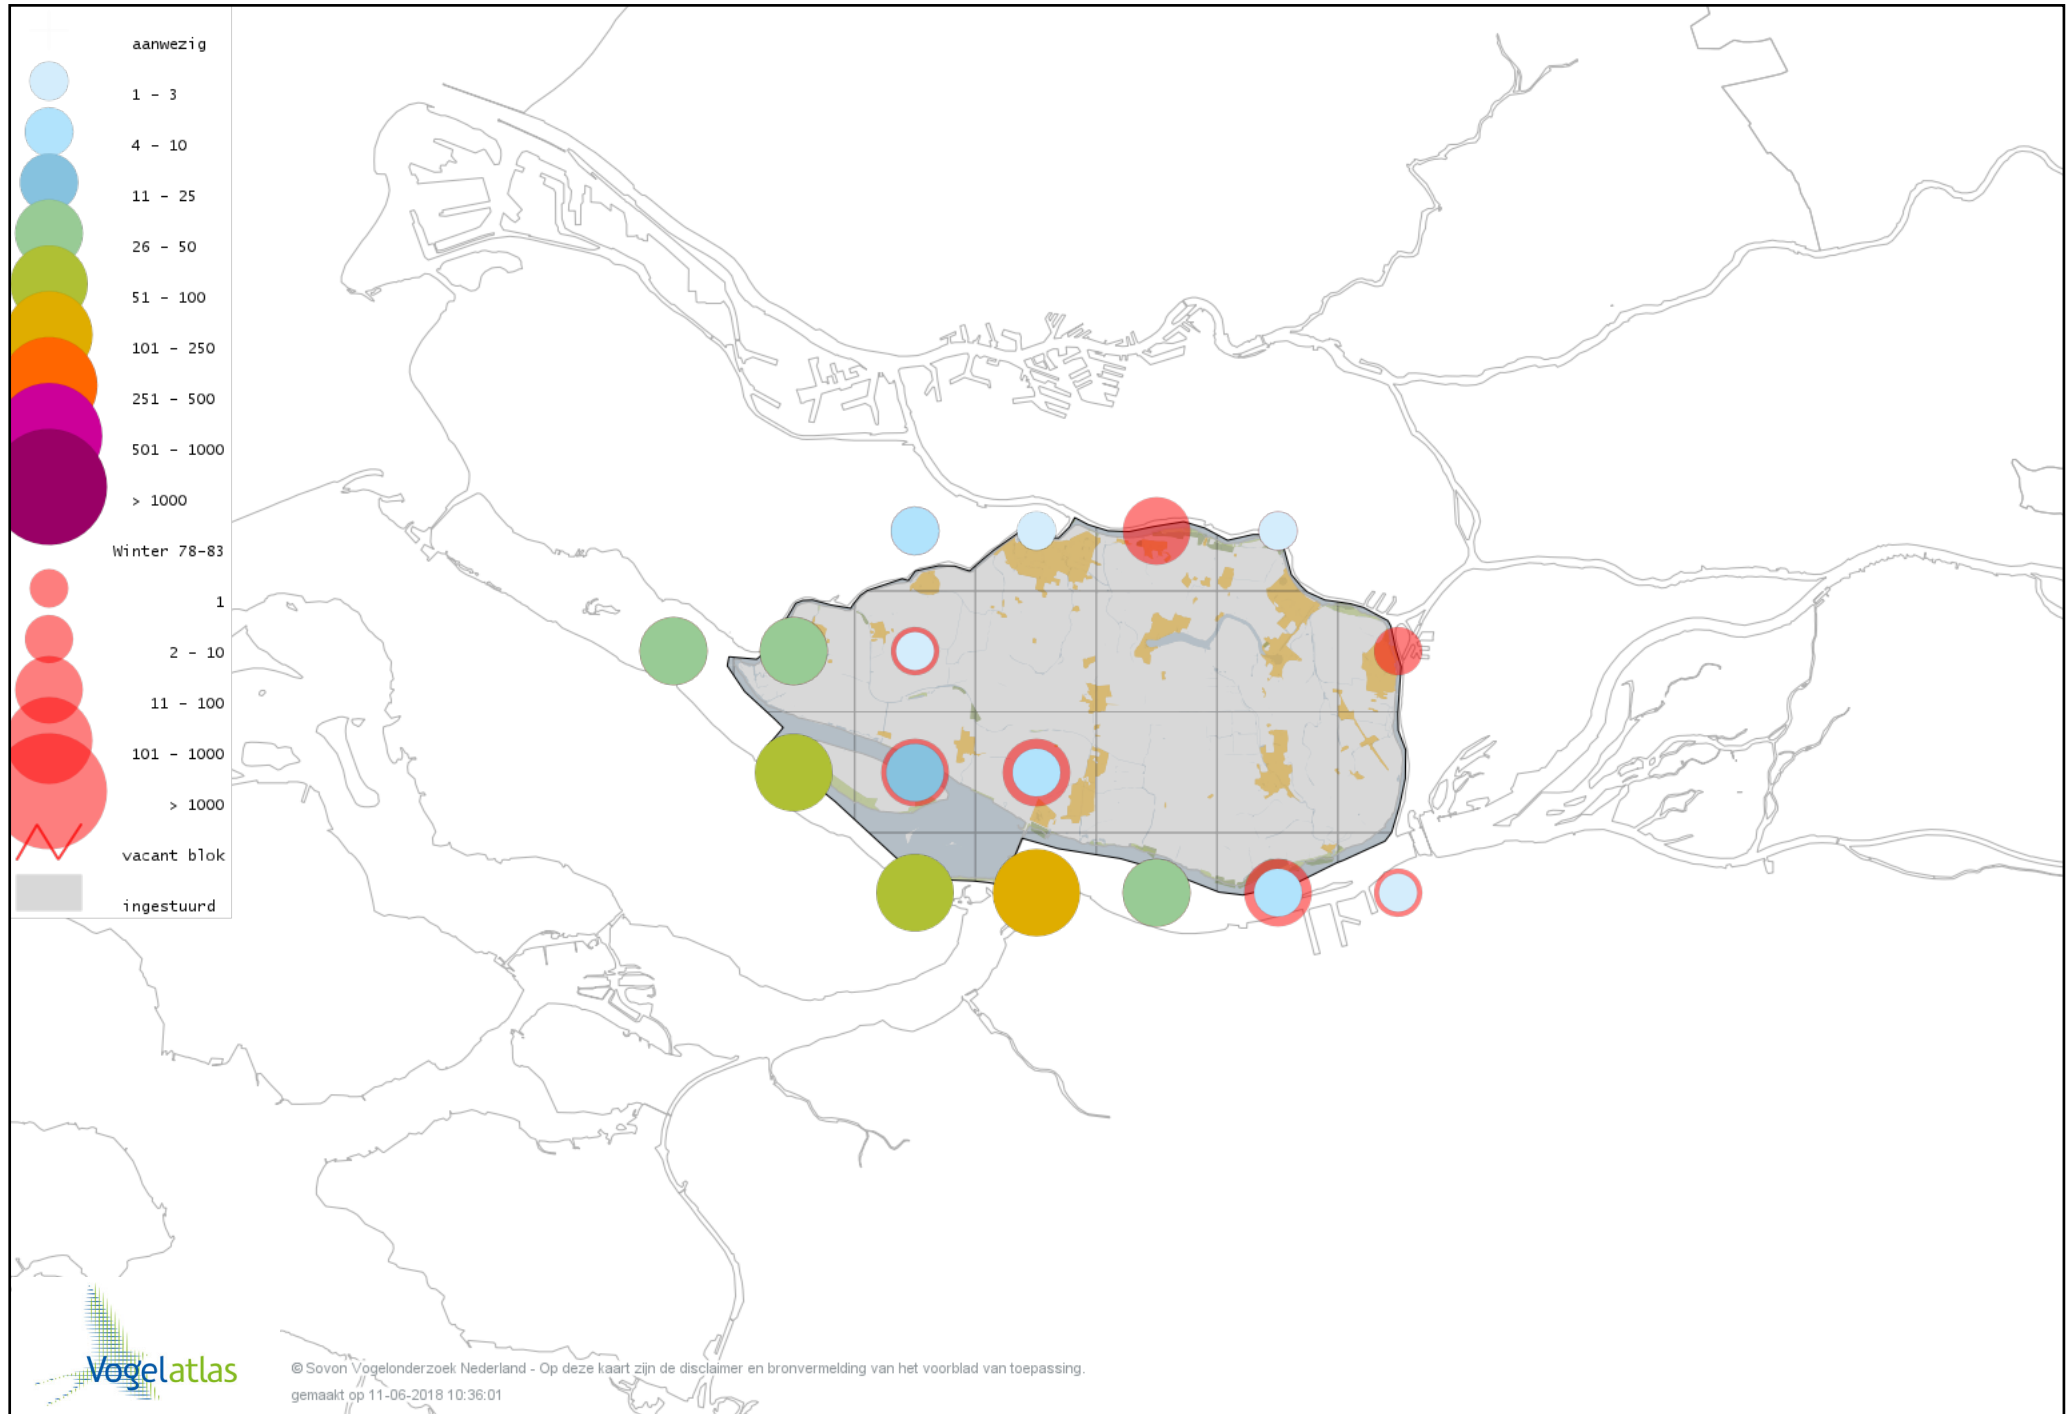 aanwezig
1 - 3
4 - 10
11 - 25
26 - 50
51 - 100
101 - 250
251 - 500
501 - 1000
> 1000
Winter 78-83
1
2 - 10
11 - 100
101 - 1000
> 1000
vacant blok
ingestuurd
Vogelatlas
© Sovon Vogelonderzoek Nederland - Op deze kaart zijn de disclaimer en bronvermelding van het voorblad van toepassing.
gemaakt op 11-06-2018 10:36:01